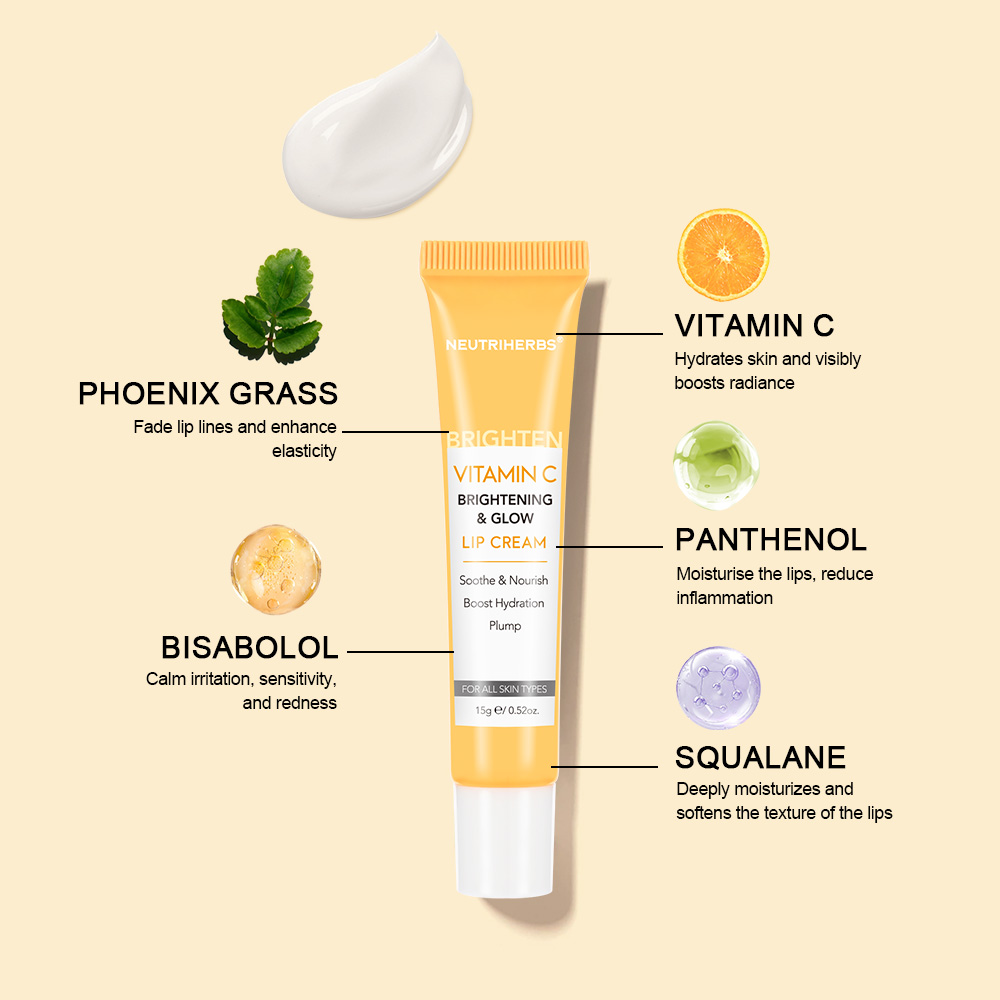 NEUTRIHERBS®
BRIGHTEN
VITAMIN C
BRIGHTENING
& GLOW
LIP CREAM
Soothe & Nourish
Boost Hydration
Plump
FOR ALL SKIN TYPES
15g ℮/ 0.52oz.
PHOENIX GRASS
Fade lip lines and enhance
elasticity
BISABOLOL
Calm irritation, sensitivity,
and redness
VITAMIN C
Hydrates skin and visibly
boosts radiance
PANTHENOL
Moisturise the lips, reduce
inflammation
SQUALANE
Deeply moisturizes and
softens the texture of the lips